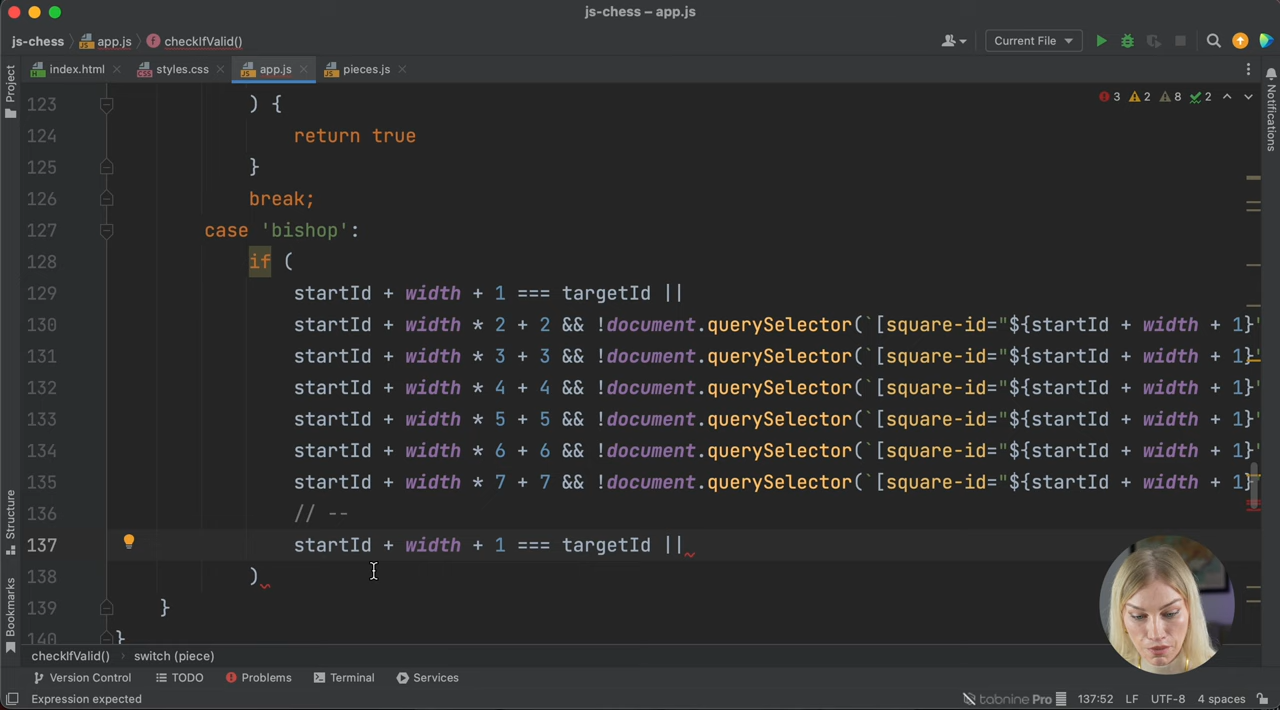 js-chess – app.js
js-chess app.js checkIfValid() Current File
index.html styles.css app.js pieces.js
Project
Notifications
3 2 8 2
123 ) {
124 return true
125 }
126 break;
127 case 'bishop':
128 if (
129 startId + width + 1 === targetId ||
130 startId + width * 2 + 2 && !document.querySelector(`[square-id="${startId + width + 1}"
131 startId + width * 3 + 3 && !document.querySelector(`[square-id="${startId + width + 1}"
132 startId + width * 4 + 4 && !document.querySelector(`[square-id="${startId + width + 1}"
133 startId + width * 5 + 5 && !document.querySelector(`[square-id="${startId + width + 1}"
134 startId + width * 6 + 6 && !document.querySelector(`[square-id="${startId + width + 1}"
135 startId + width * 7 + 7 && !document.querySelector(`[square-id="${startId + width + 1}
136 // --
137 startId + width + 1 === targetId ||
138 )
139 }
140 }
Structure
Bookmarks
checkIfValid() switch (piece)
Version Control TODO Problems Terminal Services
Expression expected tabnine Pro 137:52 LF UTF-8 4 spaces